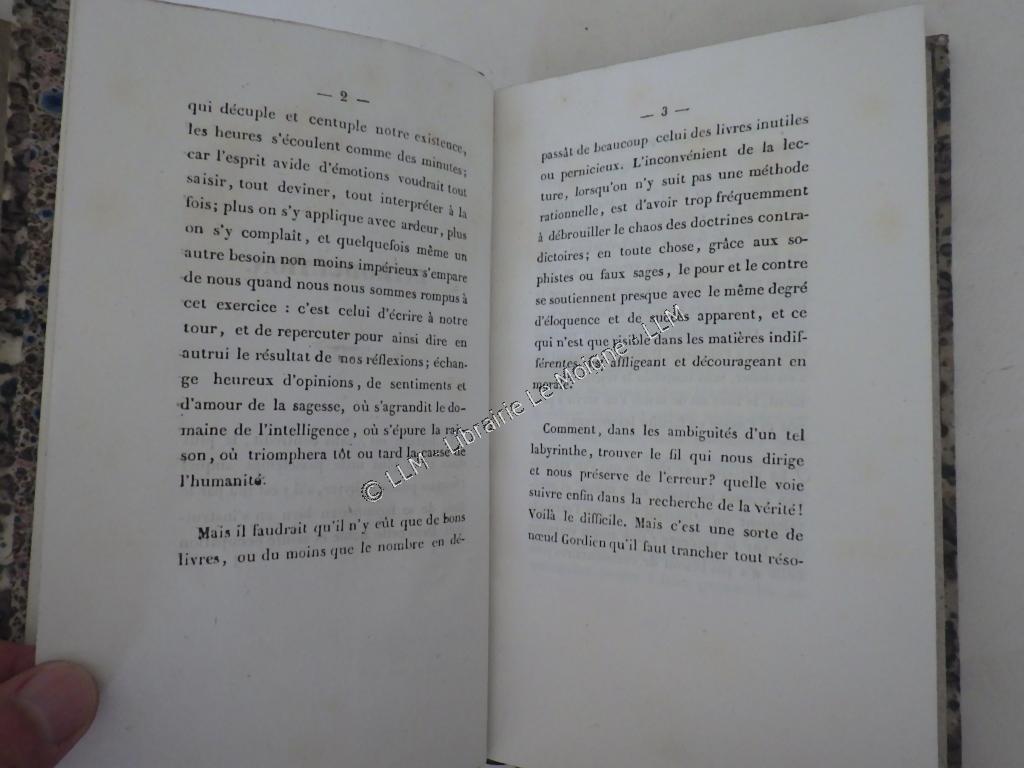 — 2 —
qui décuple et centuple notre existence,
les heures s'écoulent comme des minutes;
car l'esprit avide d'émotions voudrait tout
saisir, tout deviner, tout interpréter à la
fois; plus on s'y applique avec ardeur, plus
on s'y complaît, et quelquefois même un
autre besoin non moins impérieux s'empare
de nous quand nous nous sommes rompus à
cet exercice : c'est celui d'écrire à notre
tour, et de repercuter pour ainsi dire en
autrui le résultat de nos réflexions; échan-
ge heureux d'opinions, de sentiments et
d'amour de la sagesse, où s'agrandit le do-
maine de l'intelligence, où s'épure la rai-
son, où triomphera tôt ou tard la cause de
l'humanité.
Mais il faudrait qu'il n'y eût que de bons
livres, ou du moins que le nombre en dé-
— 3 —
passât de beaucoup celui des livres inutiles
ou pernicieux. L'inconvénient de la lec-
ture, lorsqu'on n'y suit pas une méthode
rationnelle, est d'avoir trop fréquemment
à débrouiller le chaos des doctrines contra-
dictoires; en toute chose, grâce aux so-
phistes ou faux sages, le pour et le contre
se soutiennent presque avec le même degré
d'éloquence et de succès apparent, et ce
qui n'est que risible dans les matières indif-
férentes est affligeant et décourageant en
morale.
Comment, dans les ambiguités d'un tel
labyrinthe, trouver le fil qui nous dirige
et nous préserve de l'erreur? quelle voie
suivre enfin dans la recherche de la vérité!
Voilà le difficile. Mais c'est une sorte de
nœud Gordien qu'il faut trancher tout réso-
© LLM - Librairie Le Moigne - LLM